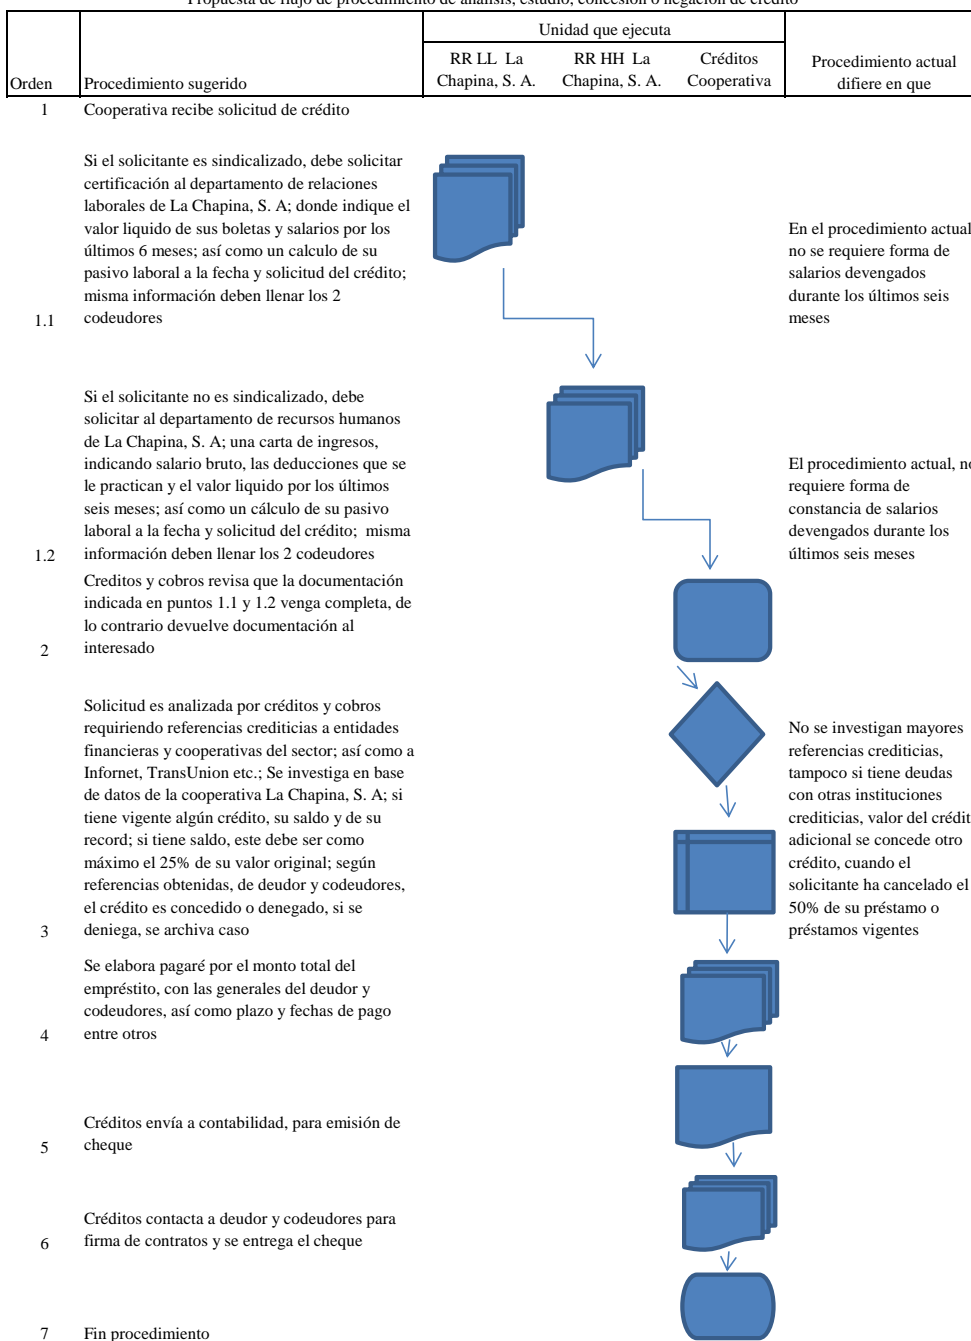 Propuesta de flujo de procedimiento de análisis, estudio, concesión o negación de crédito
Unidad que ejecuta
Orden
Procedimiento sugerido
RR LL La
Chapina, S. A.
RR HH La
Chapina, S. A.
Créditos
Cooperativa
Procedimiento actual
difiere en que
1 Cooperativa recibe solicitud de crédito
Si el solicitante es sindicalizado, debe solicitar
certificación al departamento de relaciones
laborales de La Chapina, S. A; donde indique el
valor liquido de sus boletas y salarios por los
últimos 6 meses; así como un calculo de su
pasivo laboral a la fecha y solicitud del crédito;
misma información deben llenar los 2
1.1 codeudores
En el procedimiento actual
no se requiere forma de
salarios devengados
durante los últimos seis
meses
Si el solicitante no es sindicalizado, debe
solicitar al departamento de recursos humanos
de La Chapina, S. A; una carta de ingresos,
indicando salario bruto, las deducciones que se
le practican y el valor liquido por los últimos
seis meses; así como un cálculo de su pasivo
laboral a la fecha y solicitud del crédito; misma
1.2 información deben llenar los 2 codeudores
El procedimiento actual, no
requiere forma de
constancia de salarios
devengados durante los
últimos seis meses
Creditos y cobros revisa que la documentación
indicada en puntos 1.1 y 1.2 venga completa, de
lo contrario devuelve documentación al
2 interesado
Solicitud es analizada por créditos y cobros
requiriendo referencias crediticias a entidades
financieras y cooperativas del sector; así como a
Infornet, TransUnion etc.; Se investiga en base
de datos de la cooperativa La Chapina, S. A; si
tiene vigente algún crédito, su saldo y de su
record; si tiene saldo, este debe ser como
máximo el 25% de su valor original; según
referencias obtenidas, de deudor y codeudores,
el crédito es concedido o denegado, si se
3 deniega, se archiva caso
No se investigan mayores
referencias crediticias,
tampoco si tiene deudas
con otras instituciones
crediticias, valor del crédit
adicional se concede otro
crédito, cuando el
solicitante ha cancelado el
50% de su préstamo o
préstamos vigentes
Se elabora pagaré por el monto total del
empréstito, con las generales del deudor y
codeudores, así como plazo y fechas de pago
4 entre otros
Créditos envía a contabilidad, para emisión de
5 cheque
Créditos contacta a deudor y codeudores para
6 firma de contratos y se entrega el cheque
7 Fin procedimiento